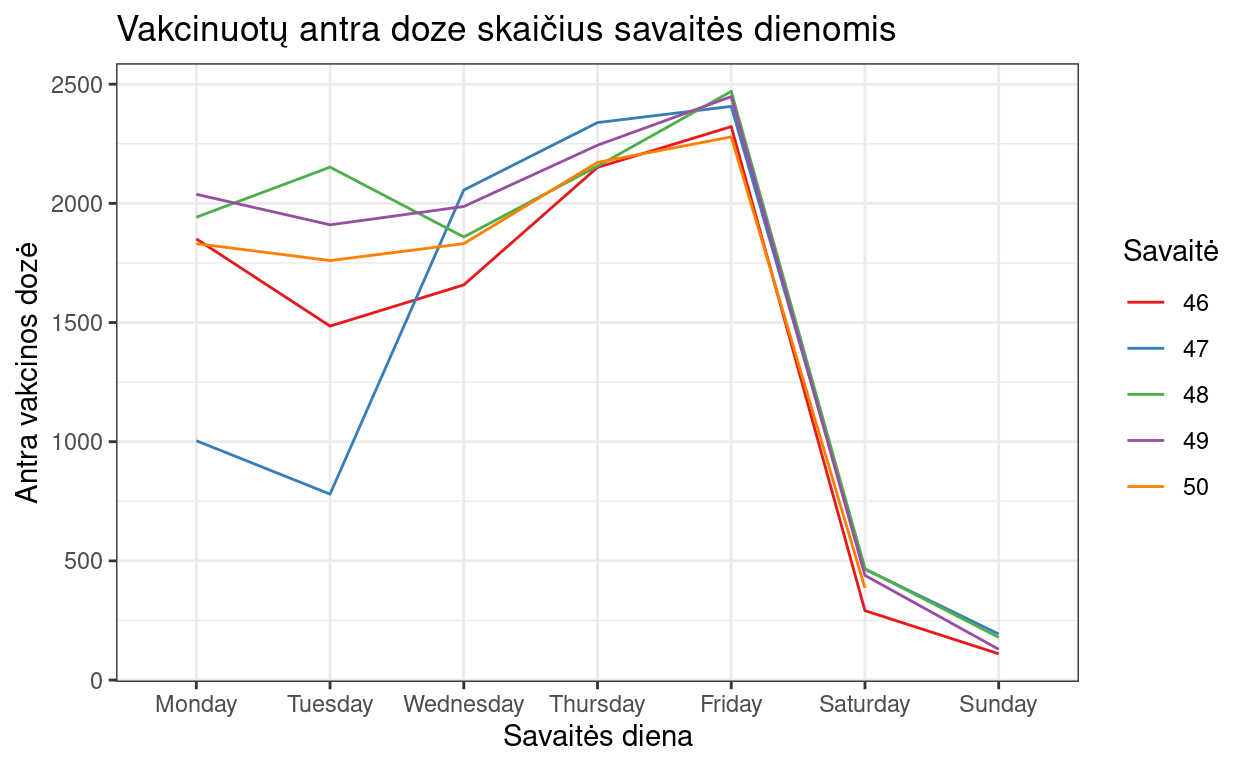 Vakcinuotų antra doze skaičius savaitės dienomis
Antra vakcinos dozė
2500
2000
1500
1000
500
0
Monday Tuesday Wednesday Thursday Friday Saturday Sunday
Savaitės diena
Savaitė
46
47
48
49
50